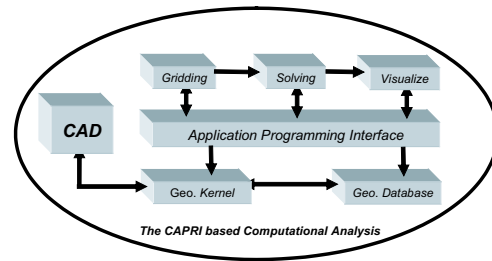 Gridding
Solving
Visualize
CAD
Application Programming Interface
Geo. Kernel
Geo. Database
The CAPRI based Computational Analysis